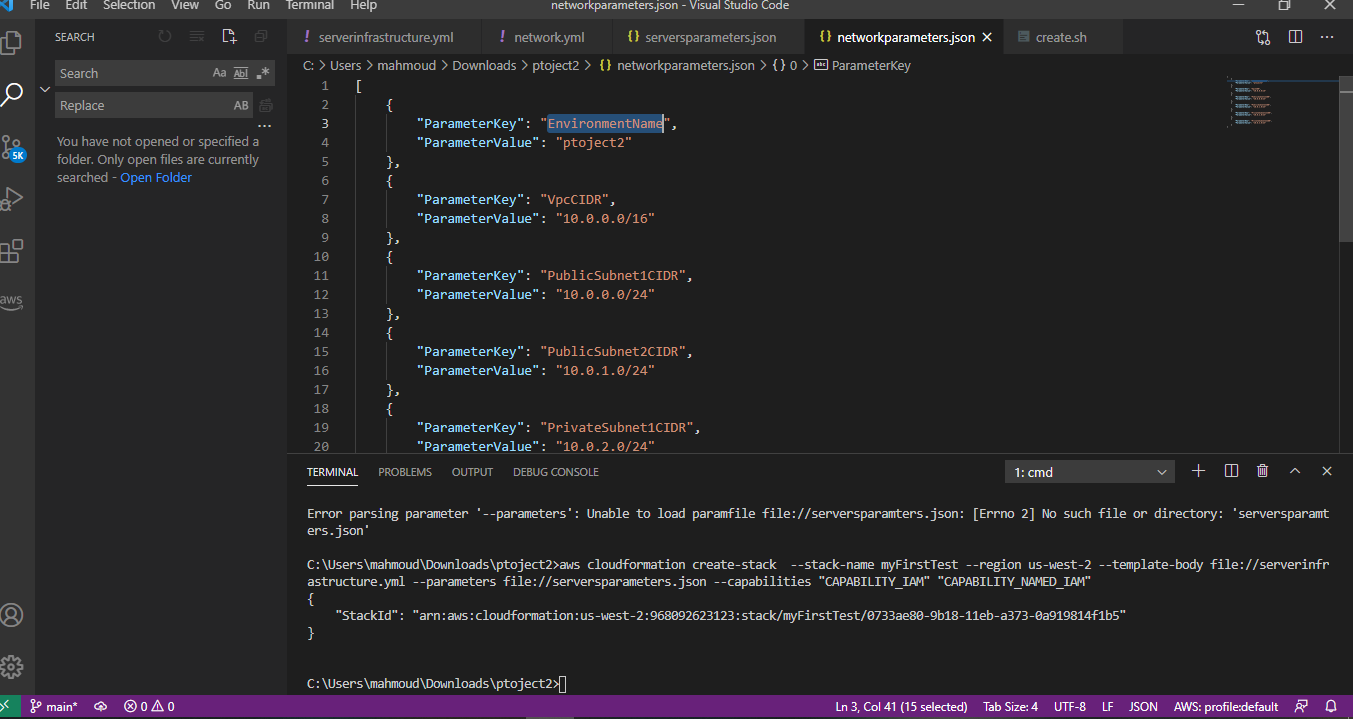 File Edit Selection View Go Run Terminal Help networkparameters.json - Visual Studio Code
SEARCH
Search Aa Abl .*
Replace AB
You have not opened or specified a
folder. Only open files are currently
searched - Open Folder
5K
aws
! serverinfrastructure.yml ! network.yml {} serversparameters.json {} networkparameters.json create.sh
C: > Users > mahmoud > Downloads > ptoject2 > {} networkparameters.json > {} 0 > abc ParameterKey
1 [
2 {
3 "ParameterKey": "EnvironmentName",
4 "ParameterValue": "ptoject2"
5 },
6 {
7 "ParameterKey": "VpcCIDR",
8 "ParameterValue": "10.0.0.0/16"
9 },
10 {
11 "ParameterKey": "PublicSubnet1CIDR",
12 "ParameterValue": "10.0.0.0/24"
13 },
14 {
15 "ParameterKey": "PublicSubnet2CIDR",
16 "ParameterValue": "10.0.1.0/24"
17 },
18 {
19 "ParameterKey": "PrivateSubnet1CIDR",
20 "ParameterValue": "10.0.2.0/24"
TERMINAL PROBLEMS OUTPUT DEBUG CONSOLE 1: cmd
Error parsing parameter '--parameters': Unable to load paramfile file://serversparamters.json: [Errno 2] No such file or directory: 'serversparamt
ers.json'
C:\Users\mahmoud\Downloads\ptoject2>aws cloudformation create-stack  --stack-name myFirstTest --region us-west-2 --template-body file://serverinfr
astructure.yml --parameters file://serversparameters.json --capabilities "CAPABILITY_IAM" "CAPABILITY_NAMED_IAM"
{
"StackId": "arn:aws:cloudformation:us-west-2:968092623123:stack/myFirstTest/0733ae80-9b18-11eb-a373-0a919814f1b5"
}
C:\Users\mahmoud\Downloads\ptoject2>
main* 0 0 Ln 3, Col 41 (15 selected) Tab Size: 4 UTF-8 LF JSON AWS: profile:default